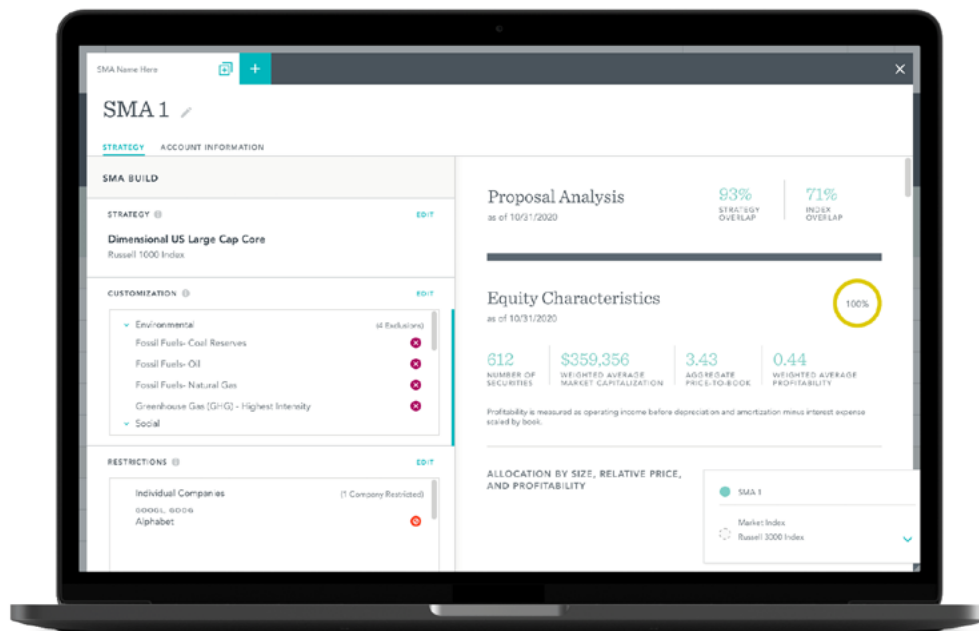 SMA Name Here
+
SMA 1
STRATEGY ACCOUNT INFORMATION
SMA BUILD
STRATEGY EDIT
Dimensional US Large Cap Core
Russell 1000 Index
CUSTOMIZATION EDIT
Environmental (4 Exclusions)
Fossil Fuels- Coal Reserves
Fossil Fuels- Oil
Fossil Fuels- Natural Gas
Greenhouse Gas (GHG) - Highest Intensity
Social
RESTRICTIONS EDIT
Individual Companies (1 Company Restricted)
GOOGL, GOOG
Alphabet
Proposal Analysis
as of 10/31/2020
93%
STRATEGY
OVERLAP
71%
INDEX
OVERLAP
Equity Characteristics
as of 10/31/2020
100%
612
NUMBER OF
SECURITIES
$359,356
WEIGHTED AVERAGE
MARKET CAPITALIZATION
3.43
AGGREGATE
PRICE-TO-BOOK
0.44
WEIGHTED AVERAGE
PROFITABILITY
Profitability is measured as operating income before depreciation and amortization minus interest expense
scaled by book.
ALLOCATION BY SIZE, RELATIVE PRICE,
AND PROFITABILITY
SMA 1
Market Index
Russell 3000 Index